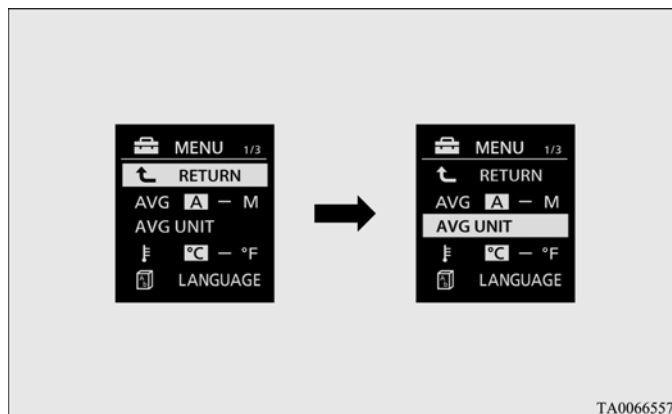 MENU 1/3
RETURN
AVG A – M
AVG UNIT
°C – °F
LANGUAGE
MENU 1/3
RETURN
AVG A – M
AVG UNIT
°C – °F
LANGUAGE
TA0066557